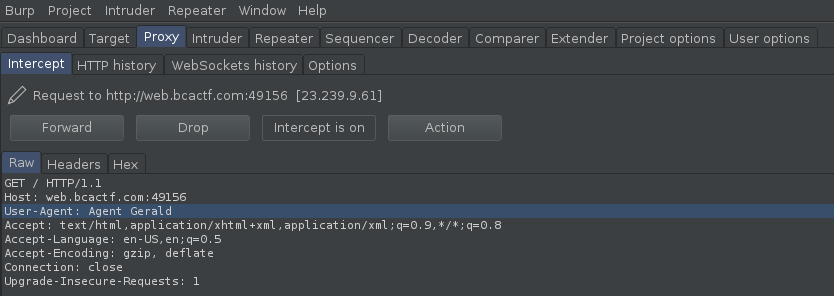 Burp Project Intruder Repeater Window Help
Dashboard Target Proxy Intruder Repeater Sequencer Decoder Comparer Extender Project options User options
Intercept HTTP history WebSockets history Options
Request to http://web.bcactf.com:49156 [23.239.9.61]
Forward Drop Intercept is on Action
Raw Headers Hex
GET / HTTP/1.1
Host: web.bcactf.com:49156
User-Agent: Agent Gerald
Accept: text/html,application/xhtml+xml,application/xml;q=0.9,*/*;q=0.8
Accept-Language: en-US,en;q=0.5
Accept-Encoding: gzip, deflate
Connection: close
Upgrade-Insecure-Requests: 1